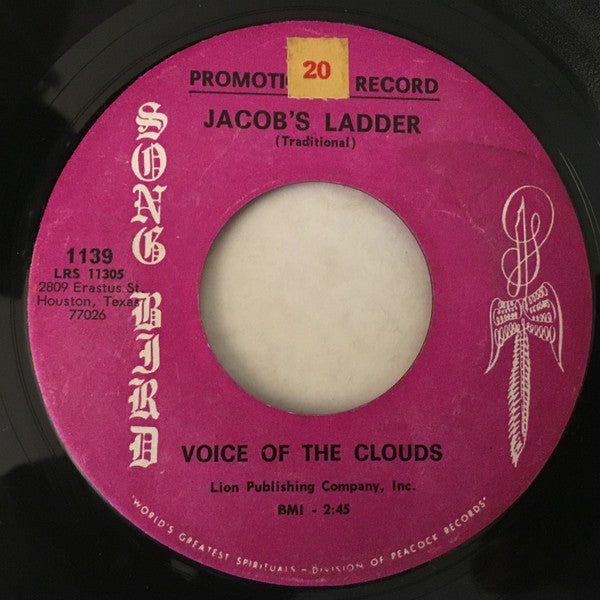 PROMOTI 20 RECORD
JACOB'S LADDER
(Traditional)
SONG BIRD
1139
LRS 11305
2809 Erastus St.
Houston, Texas
77026
VOICE OF THE CLOUDS
Lion Publishing Company, Inc.
BMI - 2:45
"WORLD'S GREATEST SPIRITUALS - DIVISION OF PEACOCK RECORDS"